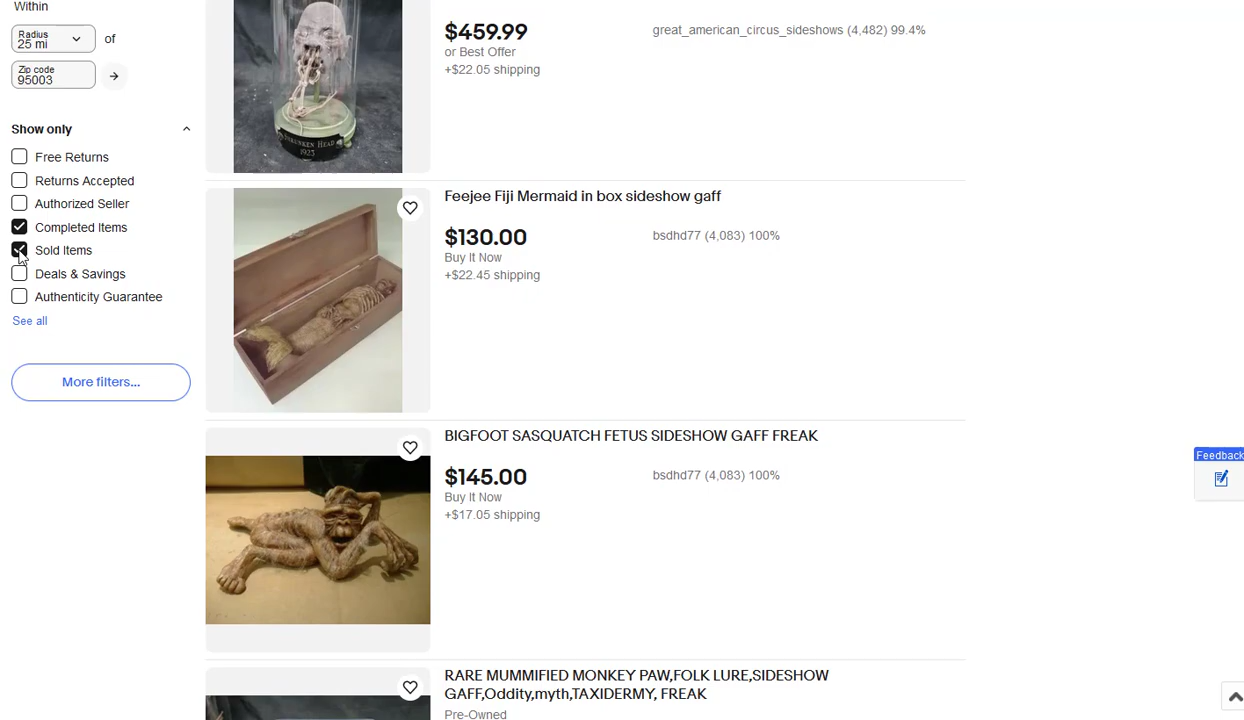 Within
Radius
25 mi
of
Zip code
95003
Show only
Free Returns
Returns Accepted
Authorized Seller
Completed Items
Sold Items
Deals & Savings
Authenticity Guarantee
See all
More filters...
$459.99
or Best Offer
+$22.05 shipping
great_american_circus_sideshows (4,482) 99.4%
SHRUNKEN HEAD
1923
Feejee Fiji Mermaid in box sideshow gaff
$130.00
Buy It Now
+$22.45 shipping
bsdhd77 (4,083) 100%
BIGFOOT SASQUATCH FETUS SIDESHOW GAFF FREAK
$145.00
Buy It Now
+$17.05 shipping
bsdhd77 (4,083) 100%
RARE MUMMIFIED MONKEY PAW,FOLK LURE,SIDESHOW
GAFF,Oddity,myth,TAXIDERMY, FREAK
Pre-Owned
Feedback